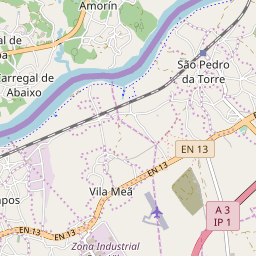 Amorín
al de
a
Carregal de
Abaixo
São Pedro
da Torre
EN 13
EN 13
EN 13
Vila Meã
A 3
IP 1
pos
Zona Industrial